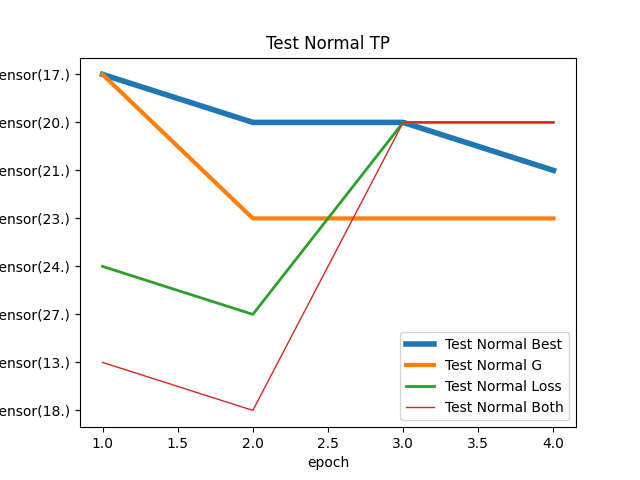 Test Normal TP
ensor(17.)
ensor(20.)
ensor(21.)
ensor(23.)
ensor(24.)
ensor(27.)
ensor(13.)
ensor(18.)
Test Normal Best
Test Normal G
Test Normal Loss
Test Normal Both
1.0 1.5 2.0 2.5 3.0 3.5 4.0
epoch